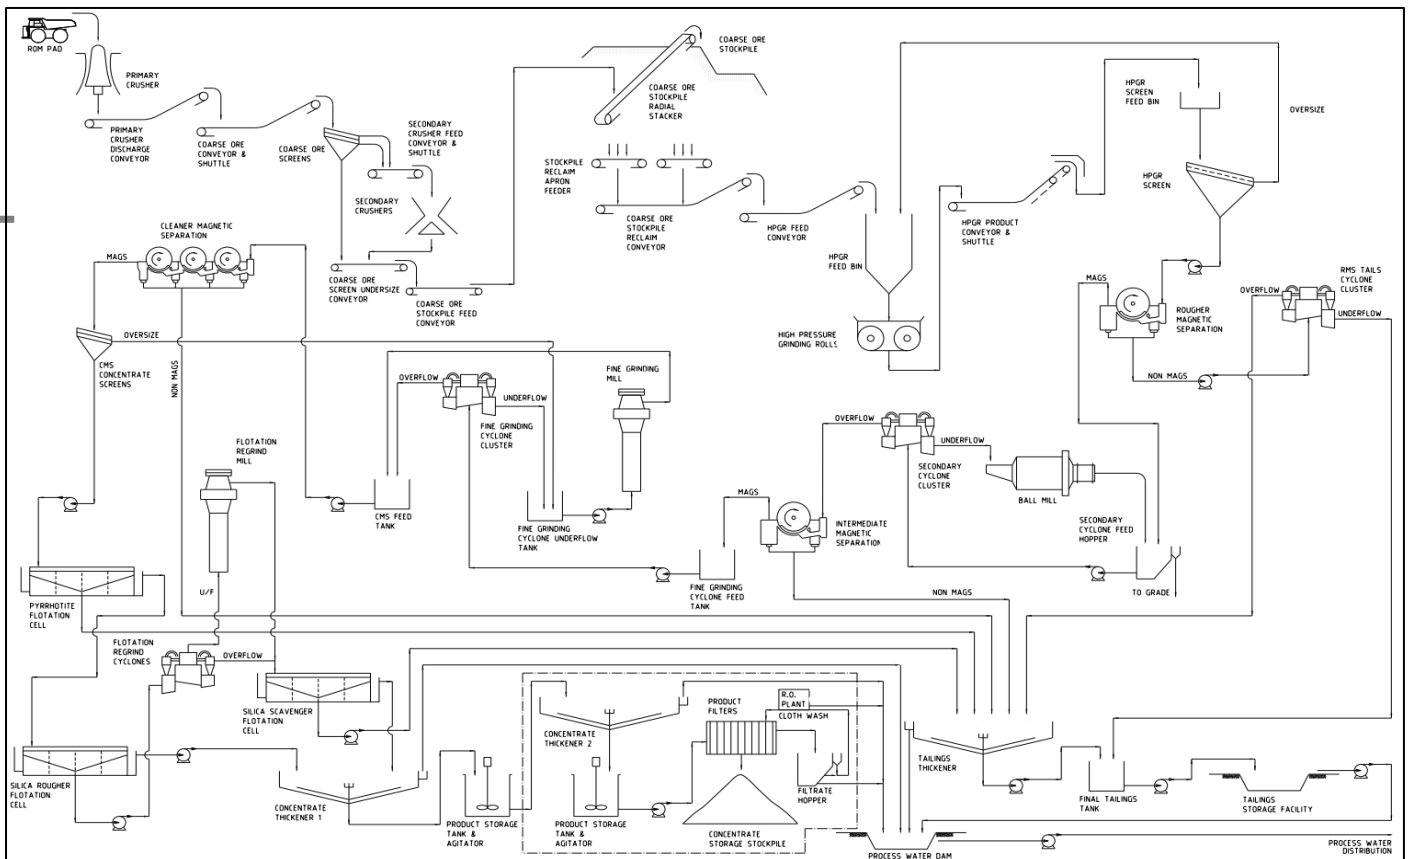 ROM PAD
PRIMARY
CRUSHER
PRIMARY
CRUSHER
DISCHARGE
CONVEYOR
COARSE ORE
CONVEYOR &
SHUTTLE
COARSE ORE
SCREENS
SECONDARY
CRUSHER FEED
CONVEYOR &
SHUTTLE
SECONDARY
CRUSHERS
COARSE ORE
SCREEN UNDERSIZE
CONVEYOR
COARSE ORE
STOCKPILE FEED
CONVEYOR
COARSE ORE
STOCKPILE
COARSE ORE
STOCKPILE
RADIAL
STACKER
STOCKPILE
RECLAIM
APRON
FEEDER
COARSE ORE
STOCKPILE
RECLAIM
CONVEYOR
HPGR FEED
CONVEYOR
HPGR
FEED BIN
HIGH PRESSURE
GRINDING ROLLS
HPGR PRODUCT
CONVEYOR &
SHUTTLE
HPGR
SCREEN
FEED BIN
OVERSIZE
HPGR
SCREEN
MAGS
ROUGHER
MAGNETIC
SEPARATION
NON MAGS
RMS TAILS
CYCLONE
CLUSTER
OVERFLOW
UNDERFLOW
CLEANER MAGNETIC
SEPARATION
MAGS
OVERSIZE
CMS
CONCENTRATE
SCREENS
NON MAGS
OVERFLOW
UNDERFLOW
FINE GRINDING
CYCLONE
CLUSTER
FINE GRINDING
MILL
CMS FEED
TANK
FINE GRINDING
CYCLONE UNDERFLOW
TANK
FLOTATION
REGRIND
MILL
OVERFLOW
UNDERFLOW
SECONDARY
CYCLONE
CLUSTER
BALL MILL
SECONDARY
CYCLONE FEED
HOPPER
TO GRADE
MAGS
INTERMEDIATE
MAGNETIC
SEPARATION
NON MAGS
FINE GRINDING
CYCLONE FEED
TANK
PYRRHOTITE
FLOTATION
CELL
U/F
FLOTATION
REGRIND
CYCLONES
OVERFLOW
SILICA SCAVENGER
FLOTATION
CELL
SILICA ROUGHER
FLOTATION
CELL
CONCENTRATE
THICKENER 1
PRODUCT STORAGE
TANK &
AGITATOR
CONCENTRATE
THICKENER 2
PRODUCT STORAGE
TANK &
AGITATOR
PRODUCT
FILTERS
R.O.
PLANT
CLOTH WASH
FILTRATE
HOPPER
CONCENTRATE
STORAGE STOCKPILE
TAILINGS
THICKENER
FINAL TAILINGS
TANK
TAILINGS
STORAGE FACILITY
PROCESS WATER DAM
PROCESS WATER
DISTRIBUTION